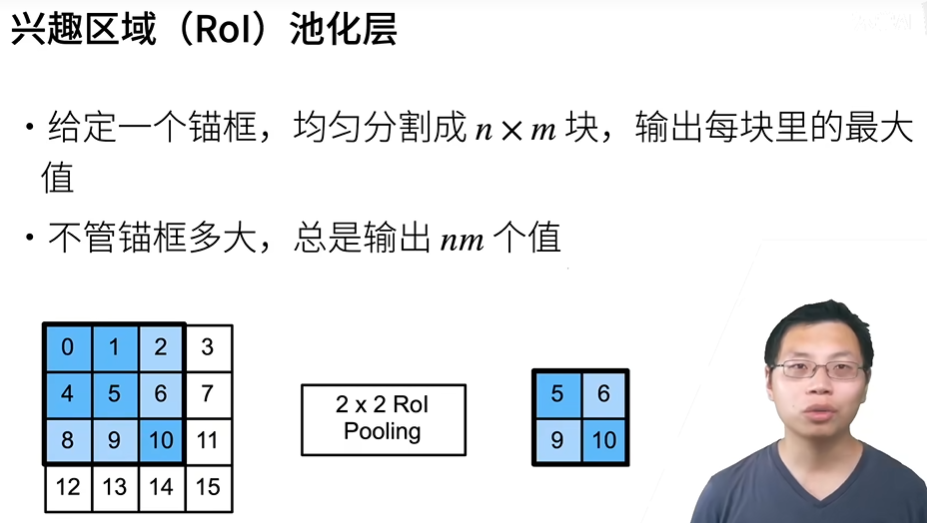 兴趣区域（RoI）池化层
• 给定一个锚框，均匀分割成 n × m 块，输出每块里的最大
值
• 不管锚框多大，总是输出 nm 个值
0 1 2 3
4 5 6 7
8 9 10 11
12 13 14 15
2 x 2 RoI
Pooling
5 6
9 10